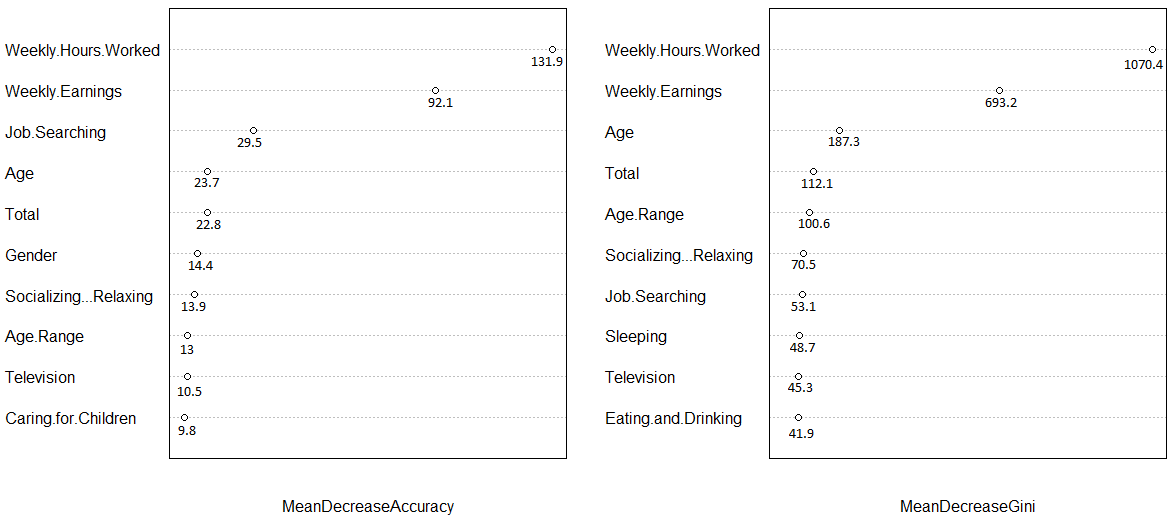 Weekly.Hours.Worked
131.9
Weekly.Earnings
92.1
Job.Searching
29.5
Age
23.7
Total
22.8
Gender
14.4
Socializing...Relaxing
13.9
Age.Range
13
Television
10.5
Caring.for.Children
9.8
MeanDecreaseAccuracy
Weekly.Hours.Worked
1070.4
Weekly.Earnings
693.2
Age
187.3
Total
112.1
Age.Range
100.6
Socializing...Relaxing
70.5
Job.Searching
53.1
Sleeping
48.7
Television
45.3
Eating.and.Drinking
41.9
MeanDecreaseGini